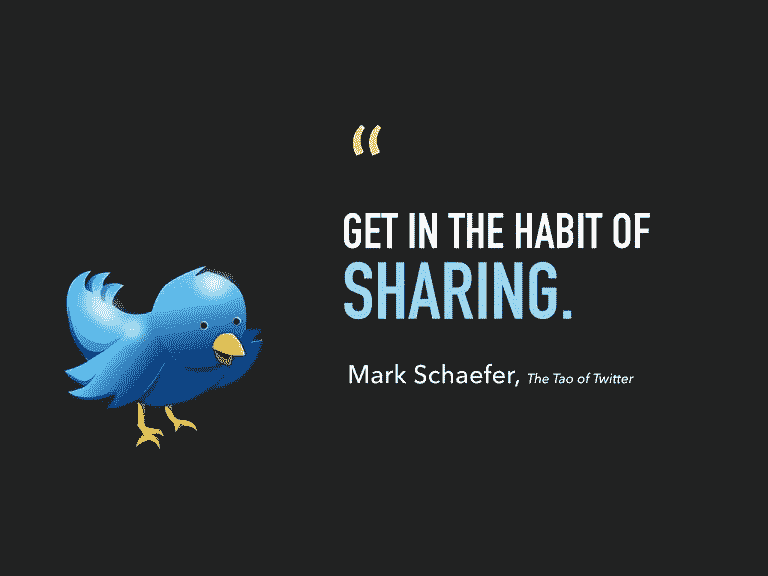 “
GET IN THE HABIT OF
SHARING.
Mark Schaefer, The Tao of Twitter